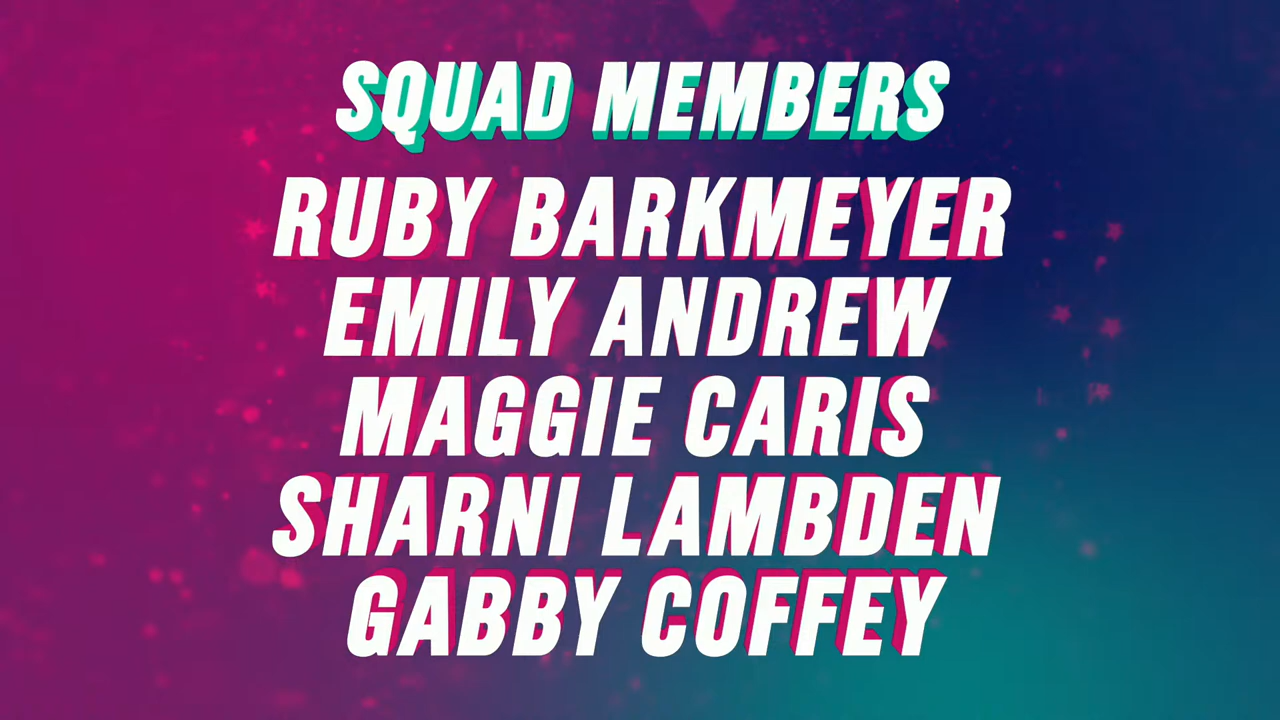 SQUAD MEMBERS
RUBY BARKMEYER
EMILY ANDREW
MAGGIE CARIS
SHARNI LAMBDEN
GABBY COFFEY